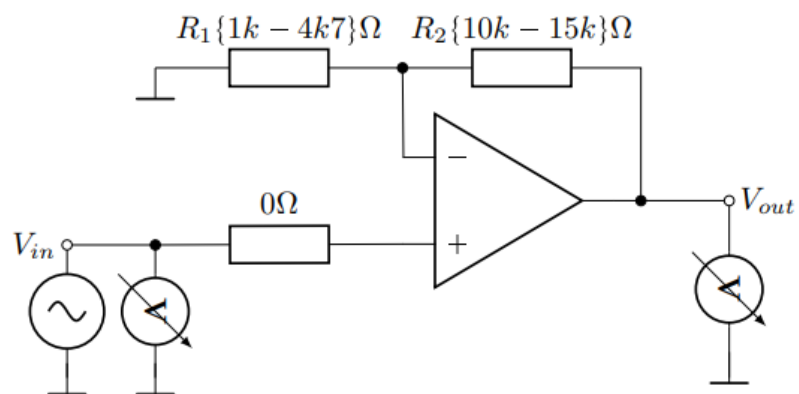 R₁{1k − 4k7}Ω R₂{10k − 15k}Ω
−
0Ω
V_out
V_in
+
V
V